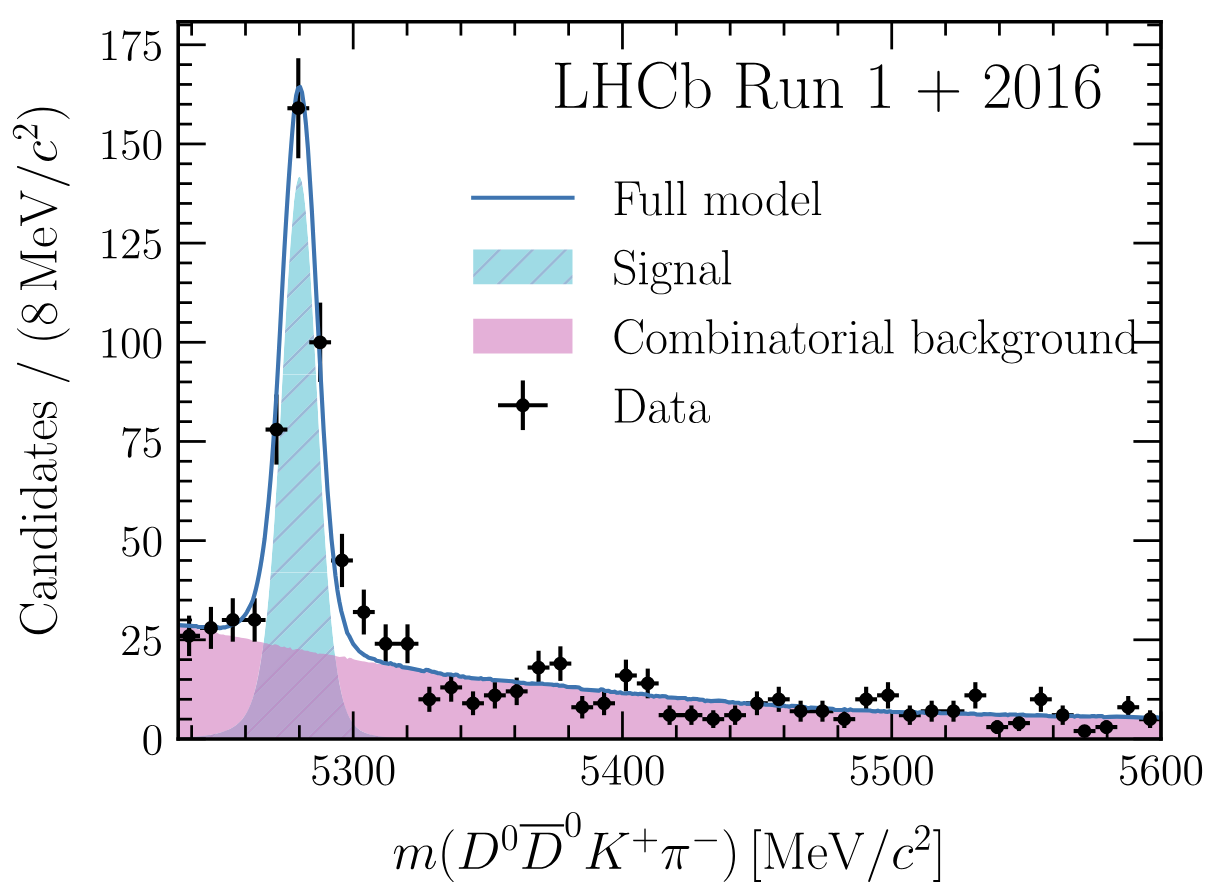 LHCb Run 1 + 2016
Full model
Signal
Combinatorial background
Data
Candidates / (8 MeV/c²)
175
150
125
100
75
50
25
0
5300 5400 5500 5600
m(D⁰D̅⁰K⁺π⁻) [MeV/c²]